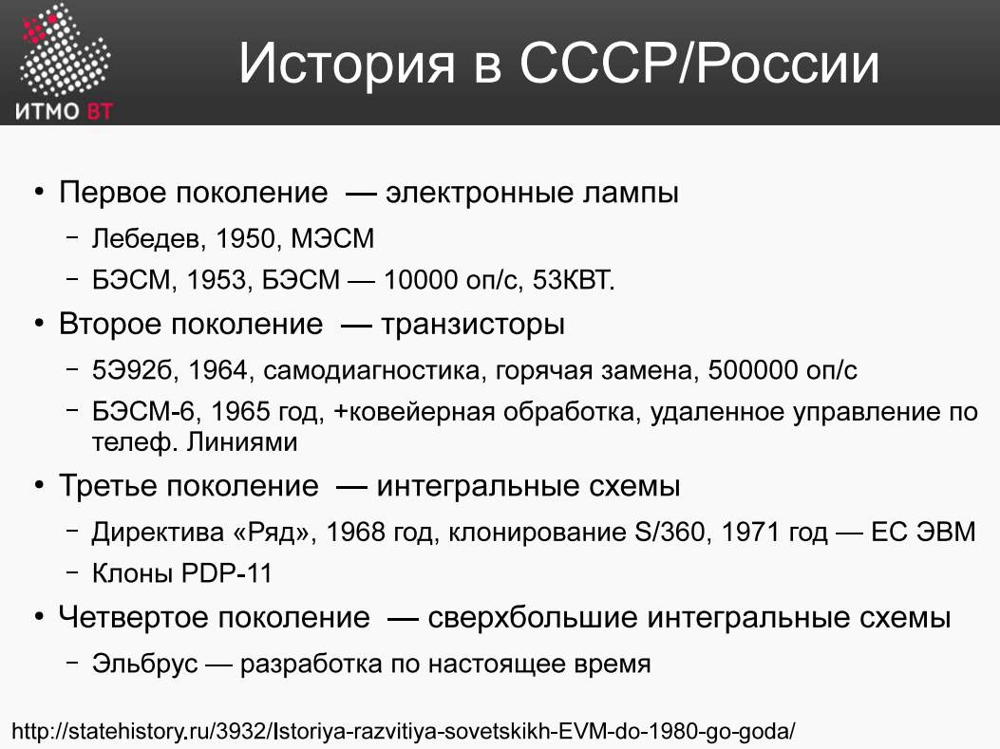 ИТМО ВТ
История в СССР/России
• Первое поколение — электронные лампы
– Лебедев, 1950, МЭСМ
– БЭСМ, 1953, БЭСМ — 10000 оп/с, 53КВТ.
• Второе поколение — транзисторы
– 5Э92б, 1964, самодиагностика, горячая замена, 500000 оп/с
– БЭСМ-6, 1965 год, +ковейерная обработка, удаленное управление по
телеф. Линиями
• Третье поколение — интегральные схемы
– Директива «Ряд», 1968 год, клонирование S/360, 1971 год — ЕС ЭВМ
– Клоны PDP-11
• Четвертое поколение — сверхбольшие интегральные схемы
– Эльбрус — разработка по настоящее время
http://statehistory.ru/3932/Istoriya-razvitiya-sovetskikh-EVM-do-1980-go-goda/